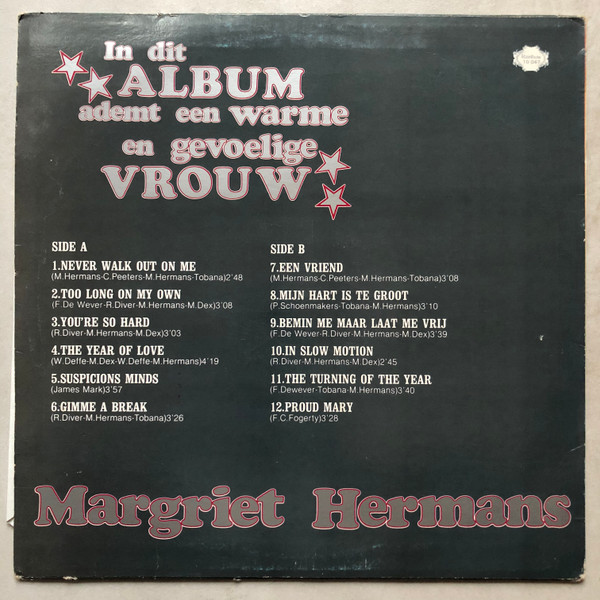 In dit
ALBUM
ademt een warme
en gevoelige
VROUW
SIDE A
1.NEVER WALK OUT ON ME
(M.Hermans-C.Peeters-M.Hermans-Tobana)2'48
2.TOO LONG ON MY OWN
(F.De Wever-R.Diver-M.Hermans-M.Dex)3'08
3.YOU'RE SO HARD
(R.Diver-M.Hermans-M.Dex)3'03
4.THE YEAR OF LOVE
(W.Deffe-M.Dex-W.Deffe-M.Hermans)4'19
5.SUSPICIONS MINDS
(James Mark)3'57
6.GIMME A BREAK
(R.Diver-M.Hermans-Tobana)3'26
SIDE B
7.EEN VRIEND
(M.Hermans-C.Peeters-M.Hermans-Tobana)3'08
8.MIJN HART IS TE GROOT
(P.Schoenmakers-Tobana-M.Hermans)3'10
9.BEMIN ME MAAR LAAT ME VRIJ
(F.De Wever-M.Hermans-M.Dex)3'39
10.IN SLOW MOTION
(R.Diver-M.Hermans-M.Dex)2'45
11.THE TURNING OF THE YEAR
(F.Dewever-Tobana-M.Hermans)3'40
12.PROUD MARY
(F.C.Fogerty)3'28
Margriet Hermans